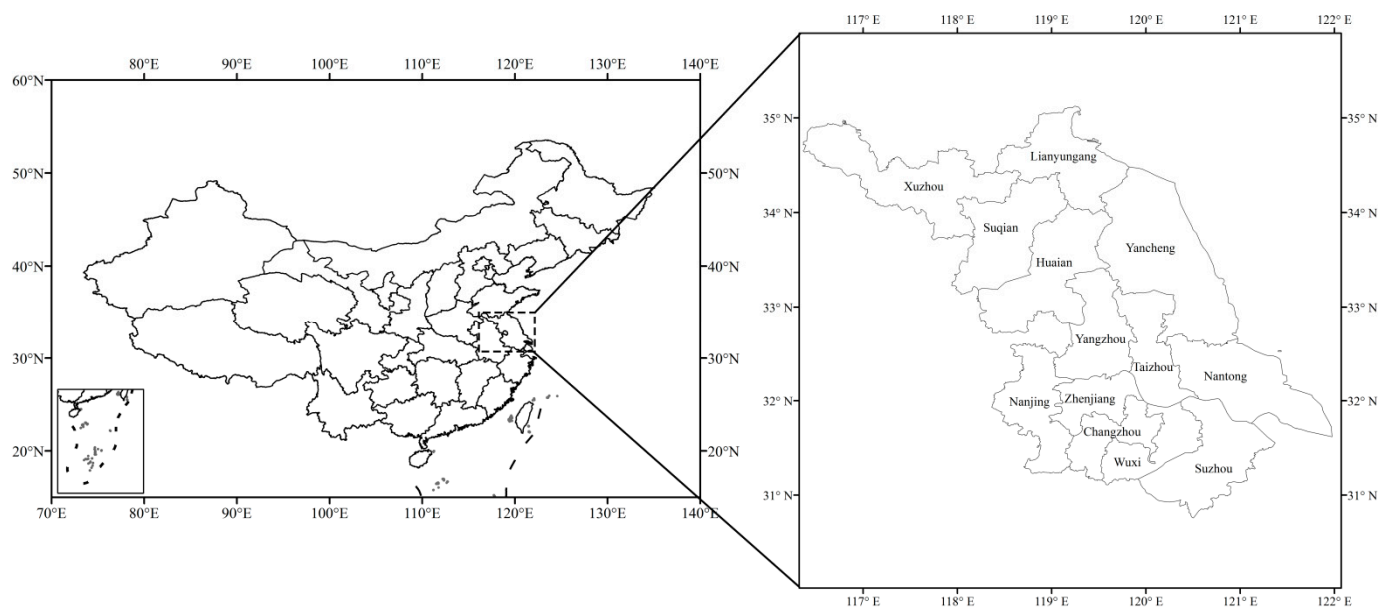 117° E 118° E 119° E 120° E 121° E 122° E
80°E 90°E 100°E 110°E 120°E 130°E 140°E
60°N
50°N 50°N
40°N 40°N
30°N 30°N
20°N 20°N
70°E 80°E 90°E 100°E 110°E 120°E 130°E 140°E
35° N 35° N
Lianyungang
Xuzhou
34° N 34° N
Suqian
Yancheng
Huaian
33° N 33° N
Yangzhou
Taizhou
Nantong
32° N 32° N
Nanjing Zhenjiang
Changzhou
Wuxi
Suzhou
31° N 31° N
117° E 118° E 119° E 120° E 121° E 122° E